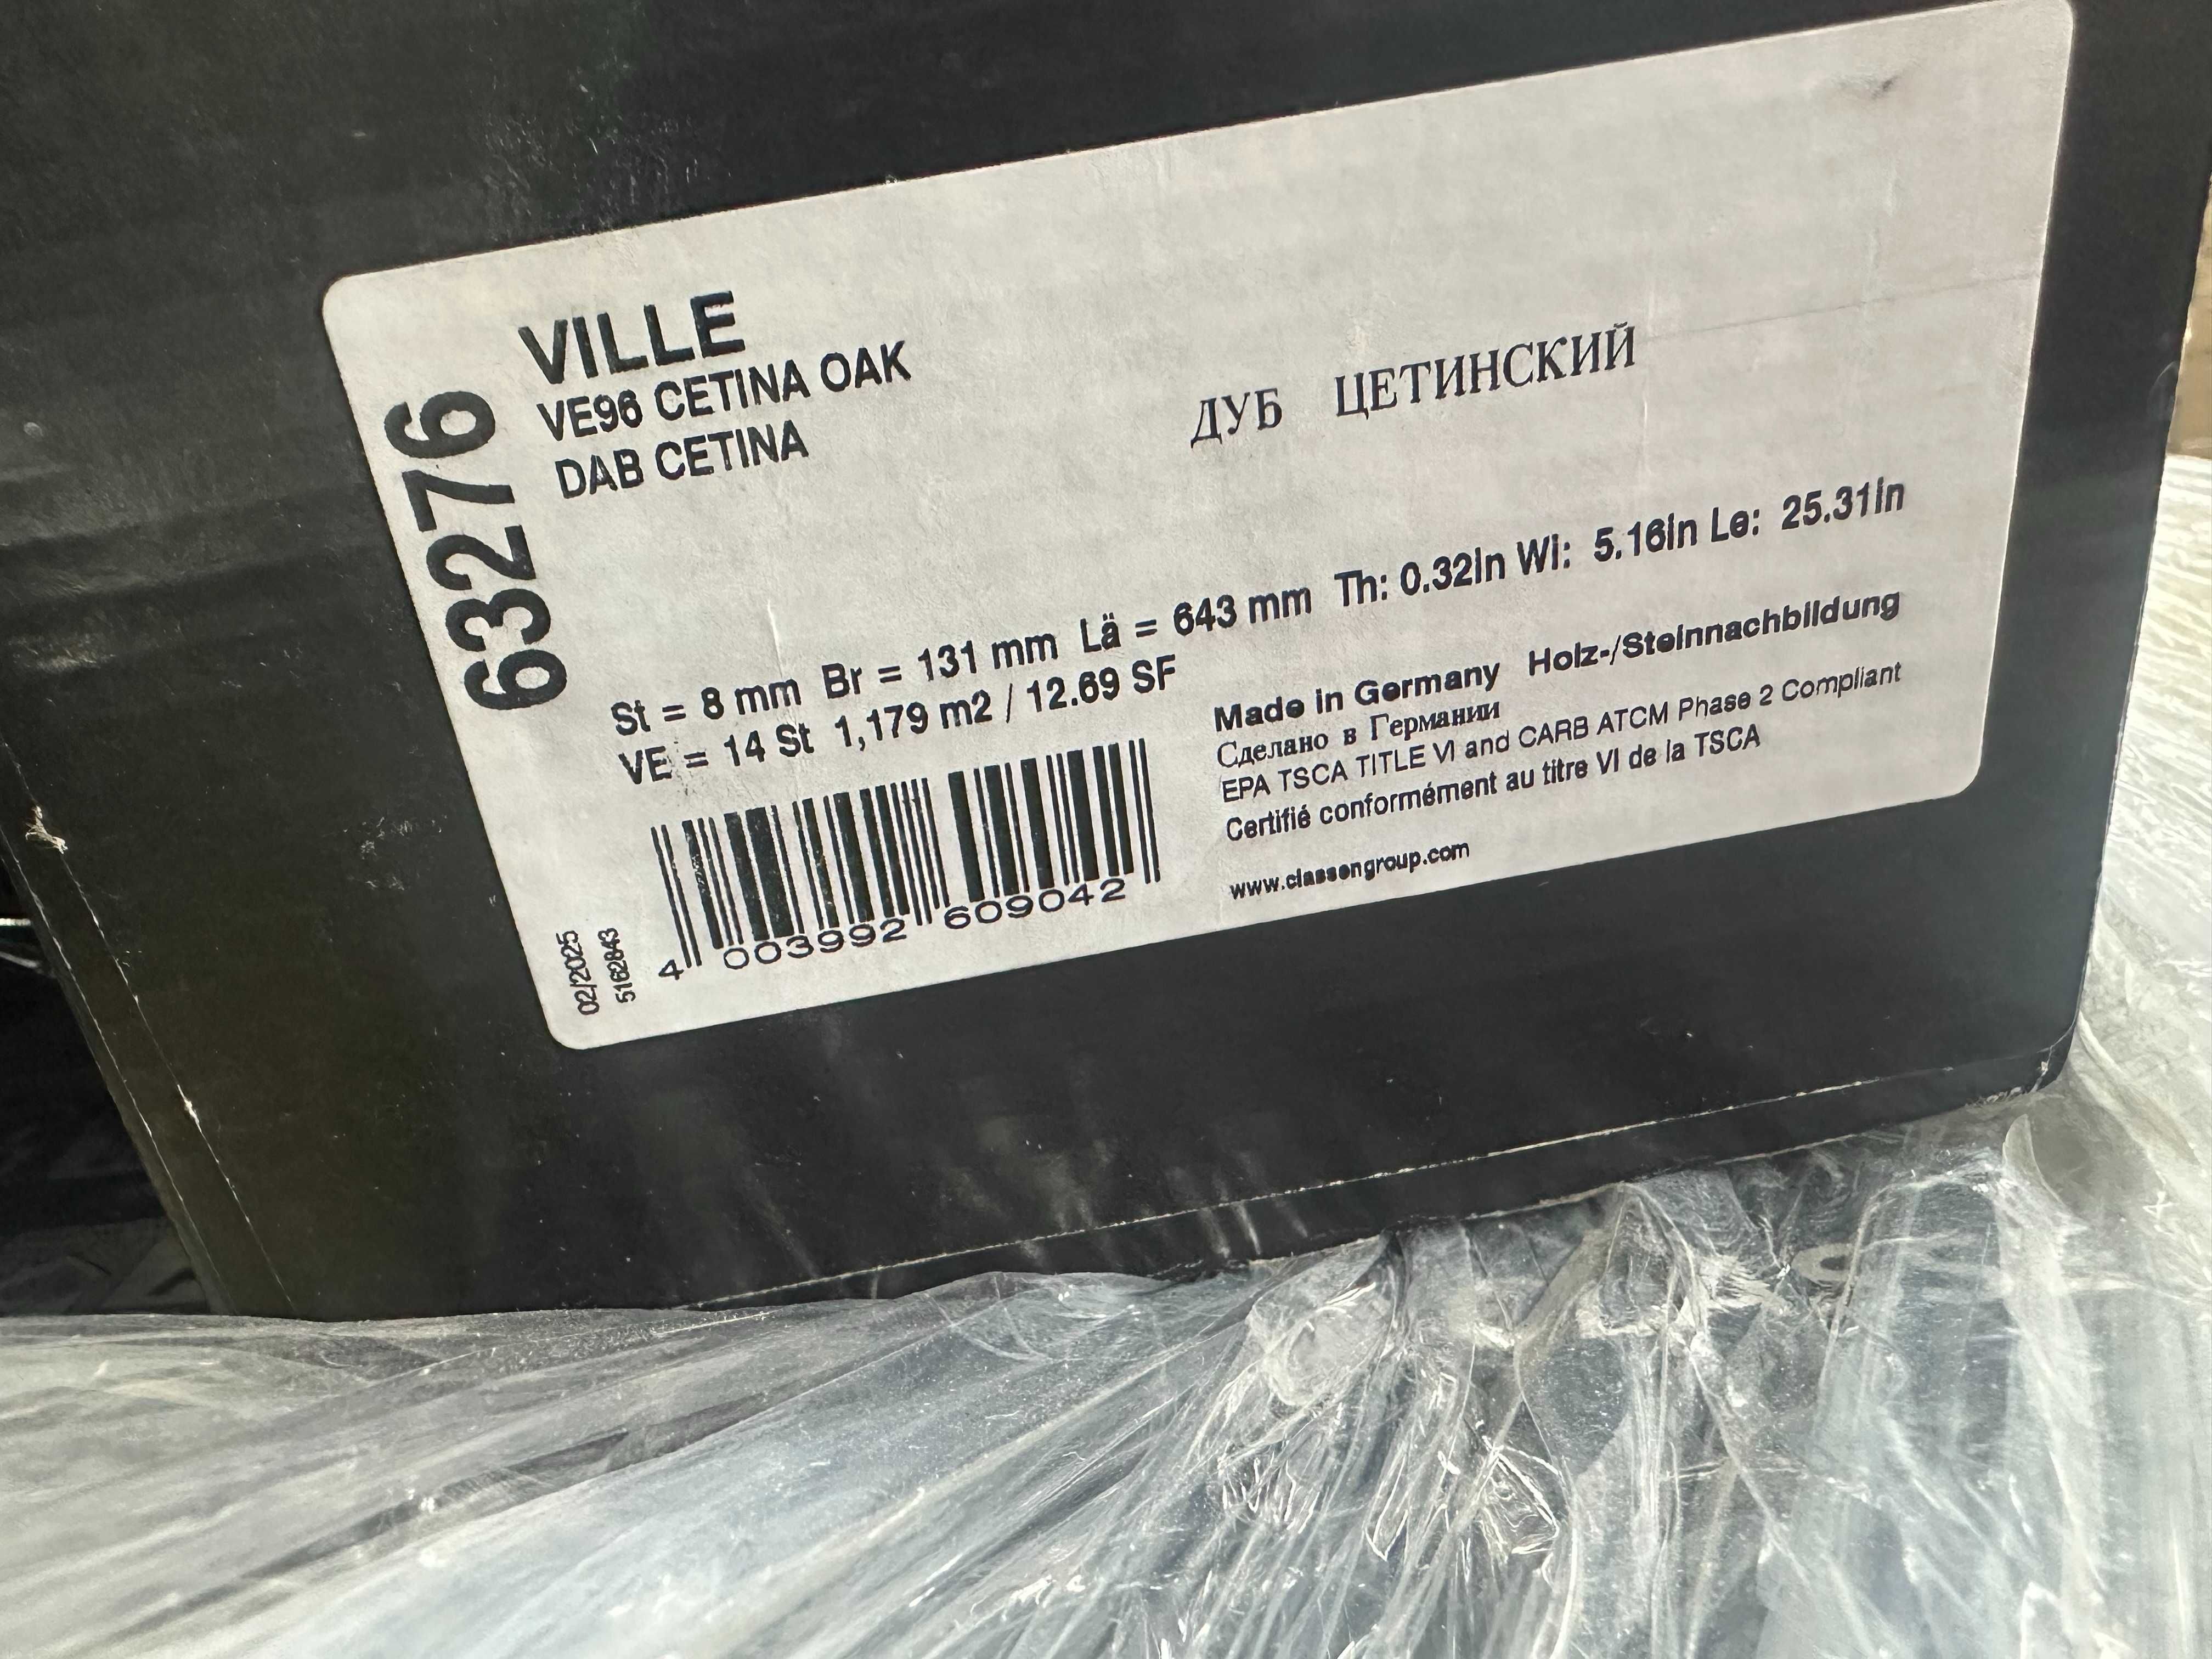 63276
VILLE
VE96 CETINA OAK
DAB CETINA
ДУБ ЦЕТИНСКИЙ
St = 8 mm Br = 131 mm Lä = 643 mm Th: 0.32in Wi: 5.16in Le: 25.31in
VE = 14 St 1,179 m2 / 12.69 SF
Made in Germany Holz-/Steinnachbildung
Сделано в Германии
EPA TSCA TITLE VI and CARB ATCM Phase 2 Compliant
Certifié conformément au titre VI de la TSCA
www.classengroup.com
4 003992 609042
02/2025
5162843